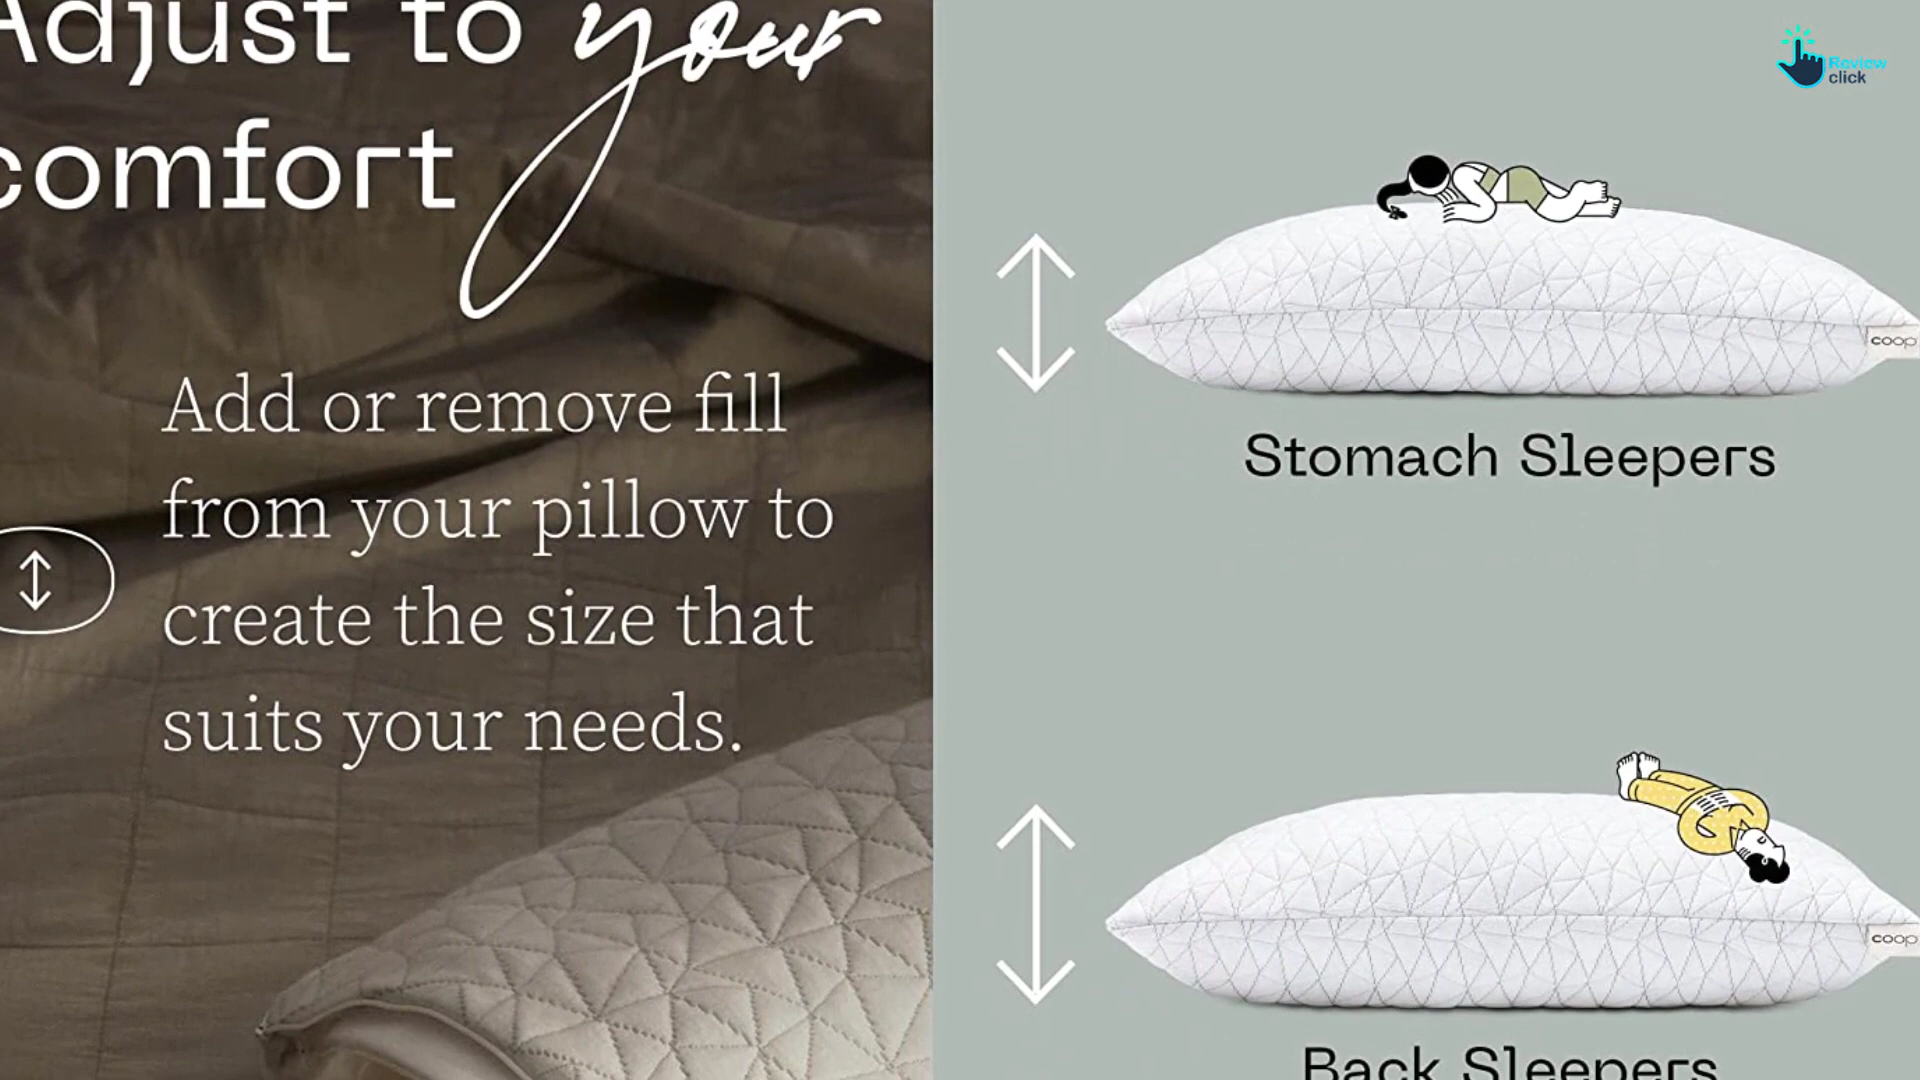 Adjust to your
comfort
Add or remove fill
from your pillow to
create the size that
suits your needs.
Review
click
coop
Stomach Sleepers
coop
Back Sleepers